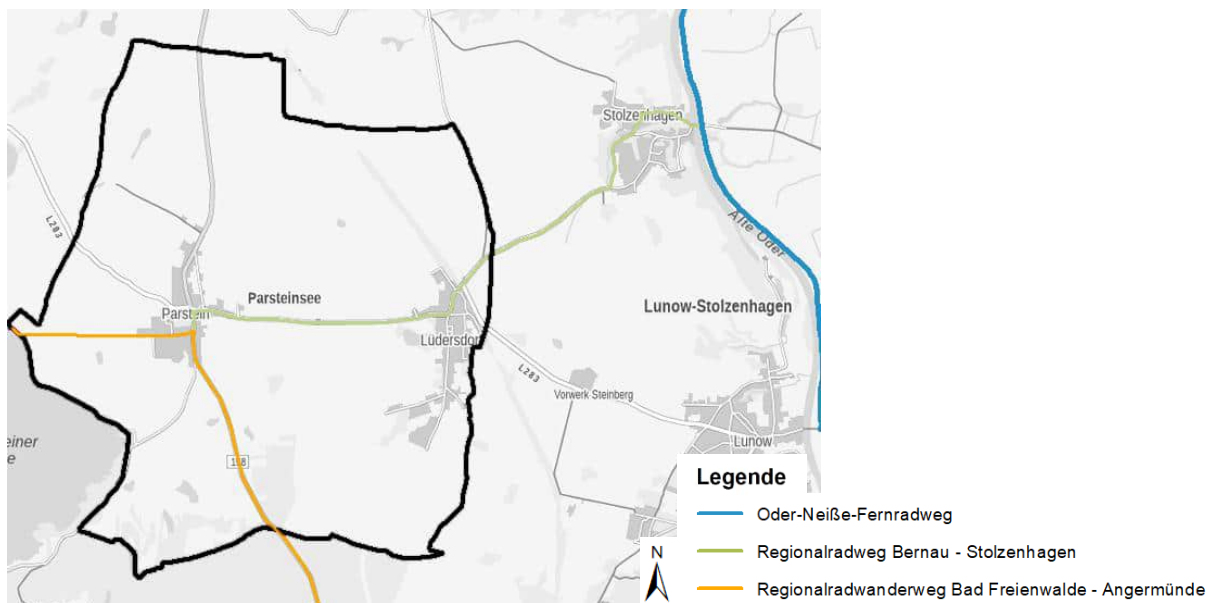 Stolzenhagen
L283
Alte Oder
Parsteinsee
Lunow-Stolzenhagen
Parstein
Lüdersdorf
L283
Vorwerk Steinberg
einer
e
Lunow
158
Legende
Oder-Neiße-Fernradweg
N
Regionalradweg Bernau - Stolzenhagen
Regionalradwanderweg Bad Freienwalde - Angermünde